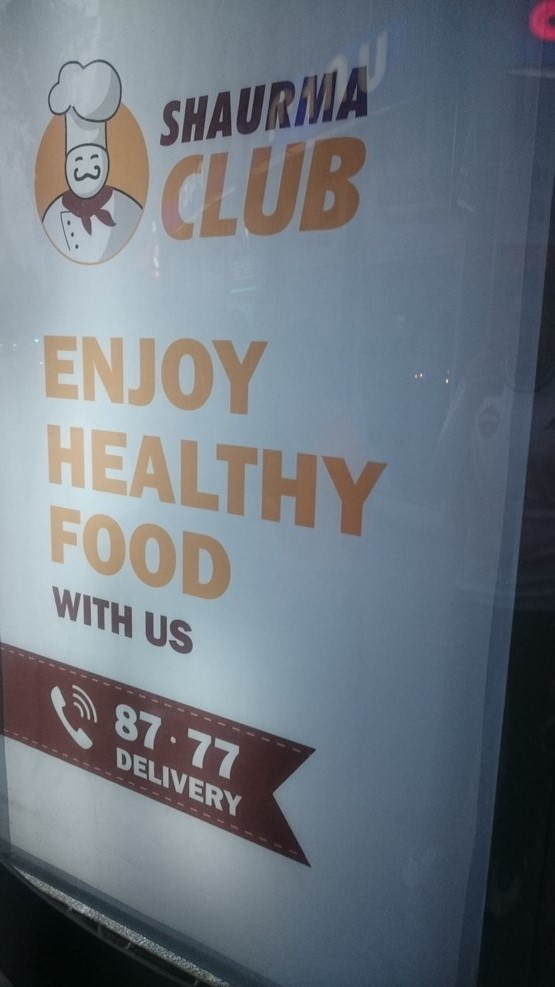 SHAURMA
CLUB
ENJOY
HEALTHY
FOOD
WITH US
87·77
DELIVERY